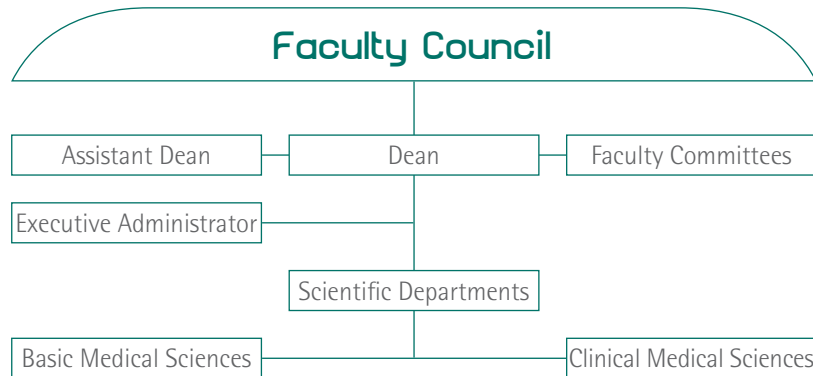 Faculty Council
Assistant Dean
Dean
Faculty Committees
Executive Administrator
Scientific Departments
Basic Medical Sciences
Clinical Medical Sciences